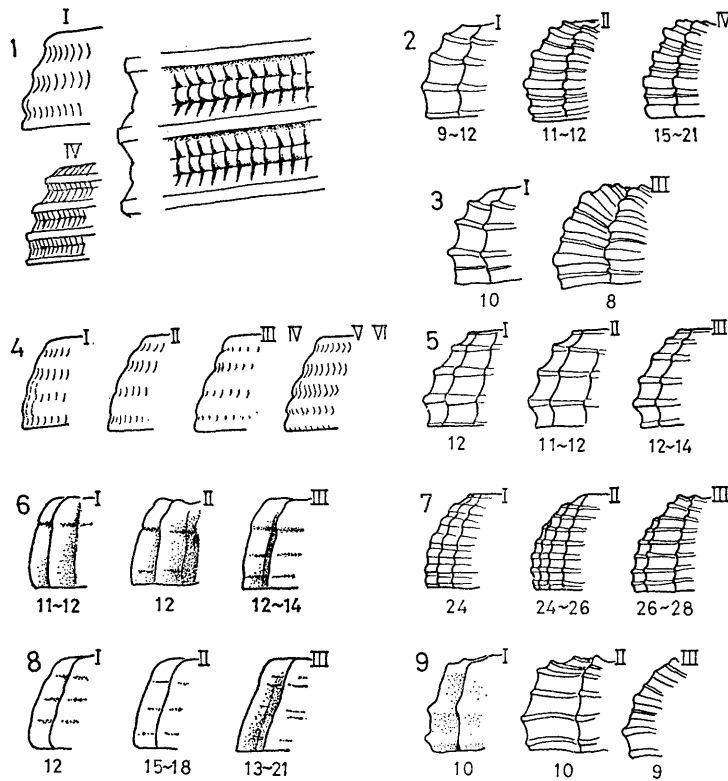 1 I
IV
2 I II IV
9~12 11~12 15~21
3 I III
10 8
4 I II III IV V VI
5 I II III
12 11~12 12~14
6 I II III
11~12 12 12~14
7 I II III
24 24~26 26~28
8 I II III
12 15~18 13~21
9 I II III
10 10 9